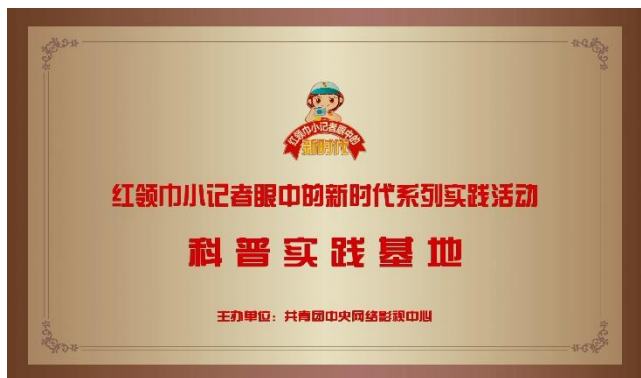 红领巾小记者眼中的
新时代
红领巾小记者眼中的新时代系列实践活动
科普实践基地
主办单位：共青团中央网络影视中心